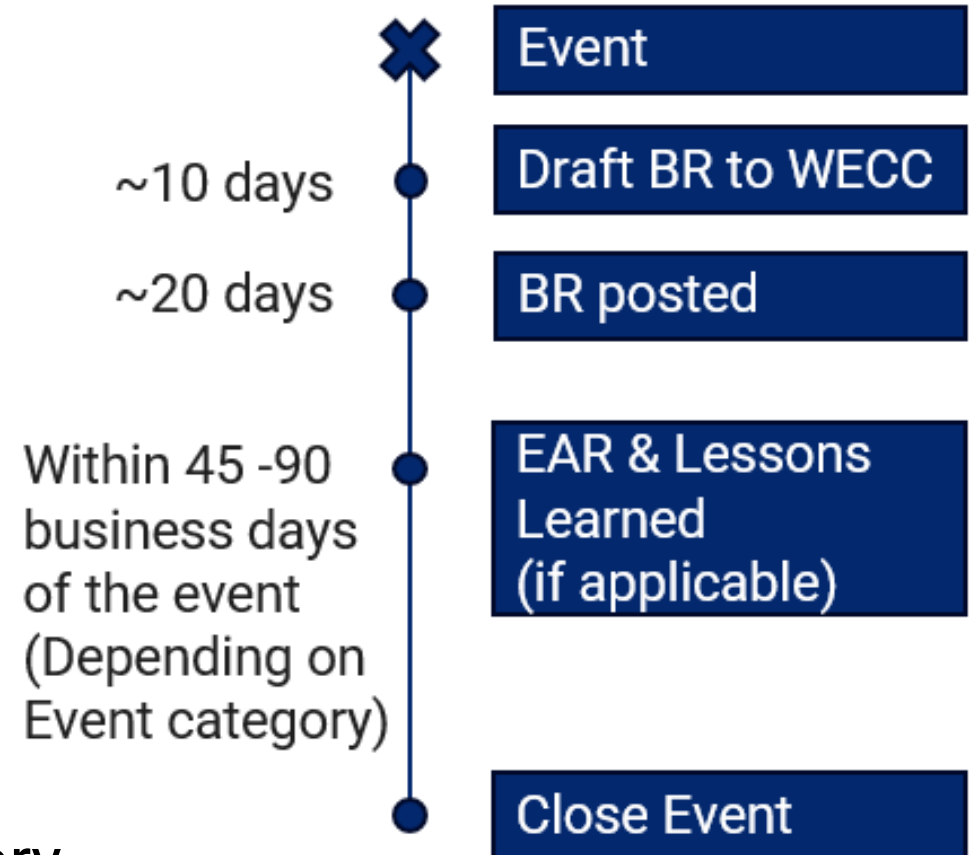 Event
~10 days
Draft BR to WECC
~20 days
BR posted
Within 45 -90
business days
of the event
(Depending on
Event category)
EAR & Lessons
Learned
(if applicable)
Close Event